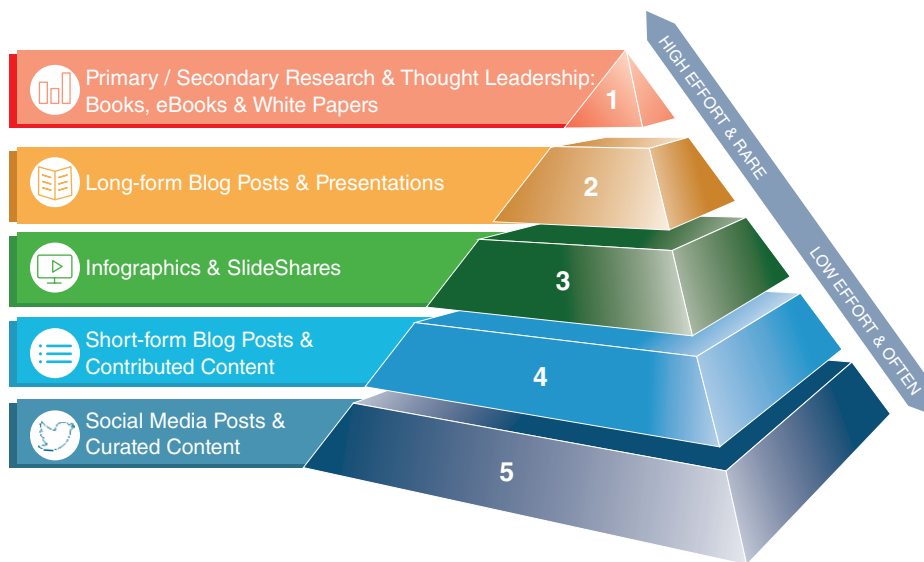 Primary / Secondary Research & Thought Leadership:
Books, eBooks & White Papers
1
Long-form Blog Posts & Presentations
2
Infographics & SlideShares
3
Short-form Blog Posts &
Contributed Content
4
Social Media Posts &
Curated Content
5
HIGH EFFORT & RARE
LOW EFFORT & OFTEN